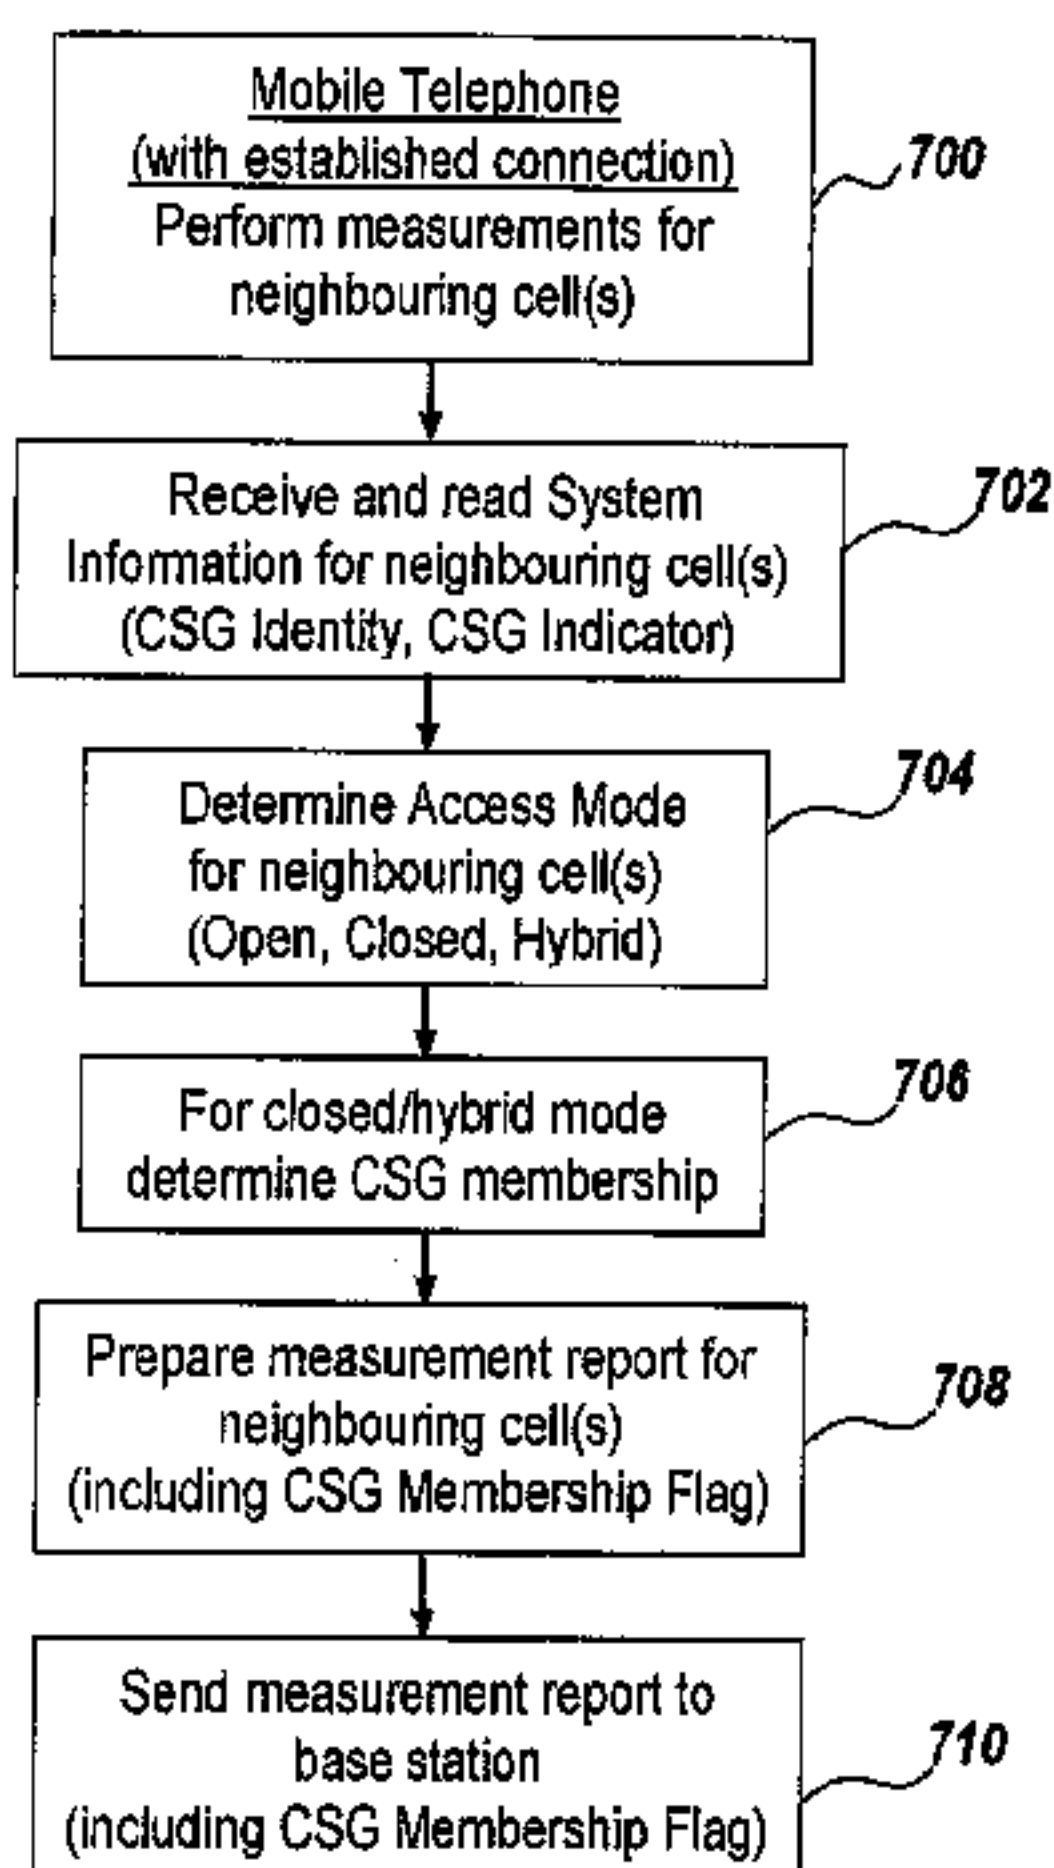 Mobile Telephone
(with established connection)
Perform measurements for
neighbouring cell(s)
700
Receive and read System
Information for neighbouring cell(s)
(CSG Identity, CSG Indicator)
702
Determine Access Mode
for neighbouring cell(s)
(Open, Closed, Hybrid)
704
For closed/hybrid mode
determine CSG membership
706
Prepare measurement report for
neighbouring cell(s)
(including CSG Membership Flag)
708
Send measurement report to
base station
(including CSG Membership Flag)
710